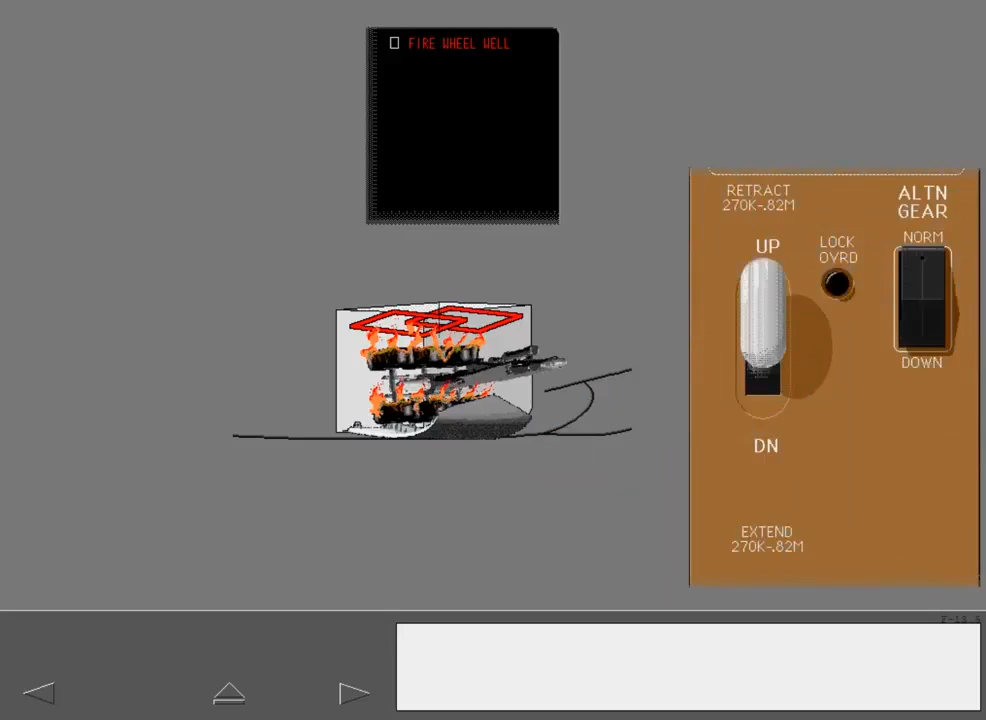 FIRE WHEEL WELL
RETRACT
270K-.82M
UP
LOCK
OVRD
ALTN
GEAR
NORM
DOWN
DN
EXTEND
270K-.82M